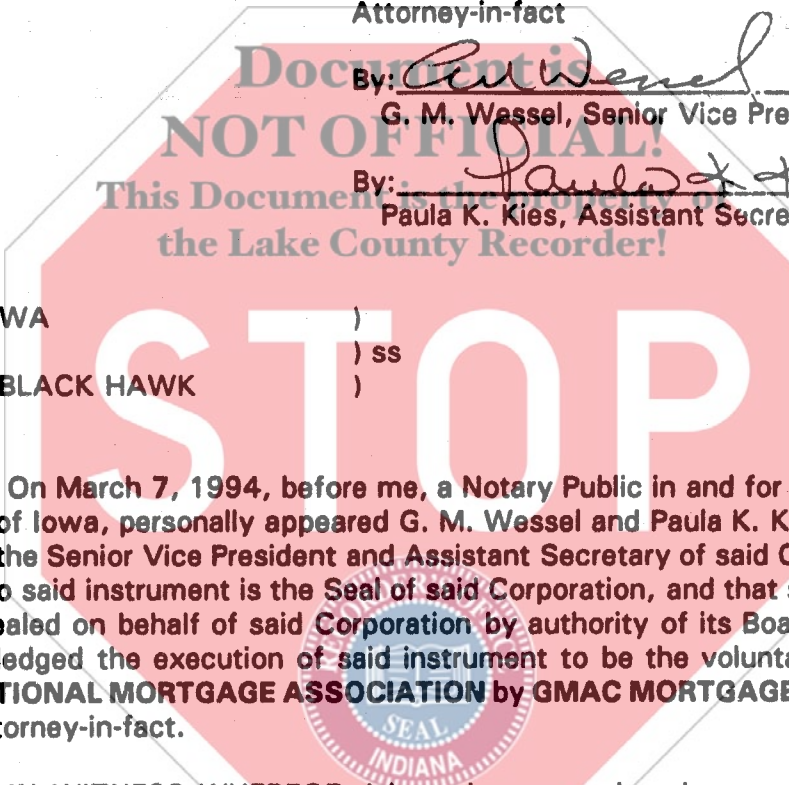 Attorney-in-fact
Document is
By:
G. M. Wessel, Senior Vice Pre
NOT OFFICIAL!
By: Paula K. K
This Document is the property of
Paula K. Kies, Assistant Secre
the Lake County Recorder!
WA )
) ss
BLACK HAWK )
STOP
On March 7, 1994, before me, a Notary Public in and for
of Iowa, personally appeared G. M. Wessel and Paula K. K
the Senior Vice President and Assistant Secretary of said C
o said instrument is the Seal of said Corporation, and that s
ealed on behalf of said Corporation by authority of its Boa
edged the execution of said instrument to be the volunta
TIONAL MORTGAGE ASSOCIATION by GMAC MORTGAGE
torney-in-fact.
SEAL
INDIANA